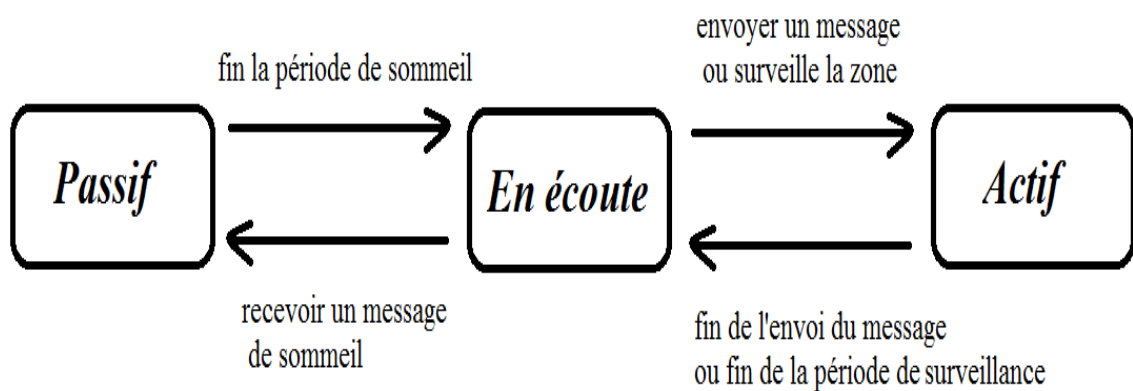 fin la période de sommeil
envoyer un message
ou surveille la zone
Passif
En écoute
Actif
recevoir un message
de sommeil
fin de l'envoi du message
ou fin de la période de surveillance